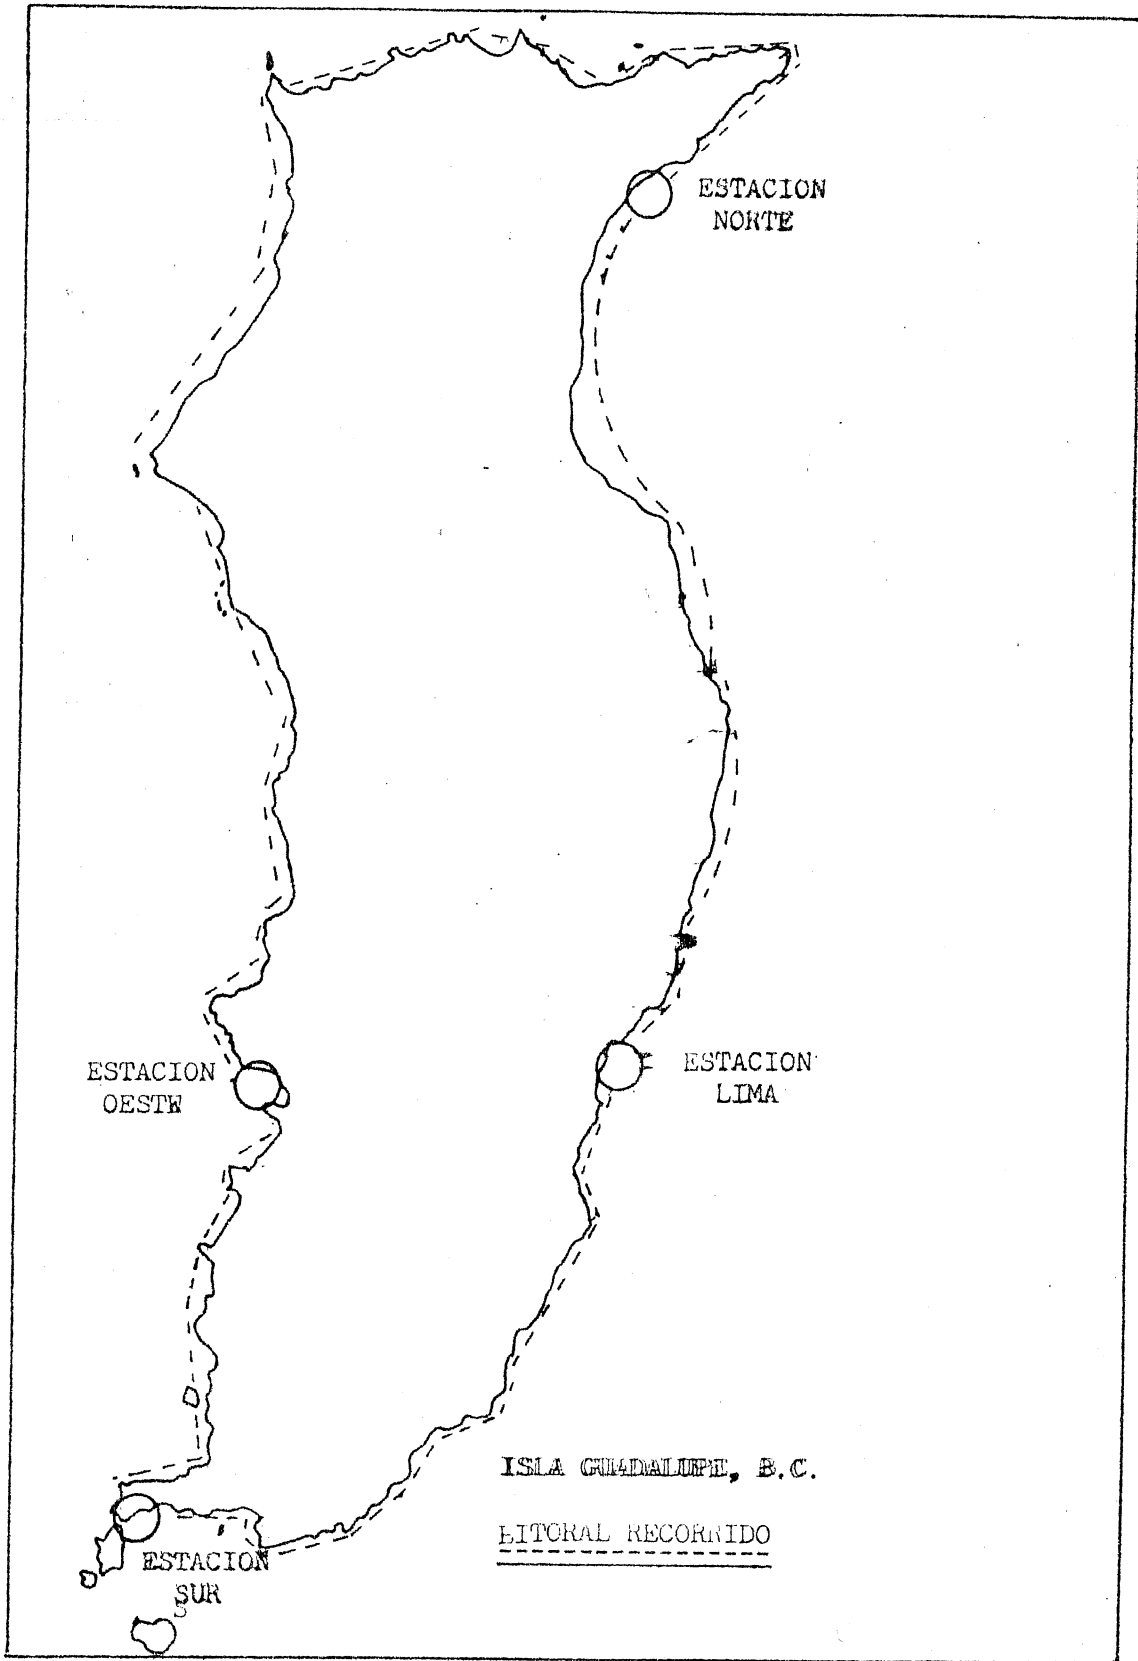 ESTACION
NORTE
ESTACION
OESTE
ESTACION
LIMA
ISLA GUADALUPE, B.C.
LITORAL RECORRIDO
ESTACION
SUR